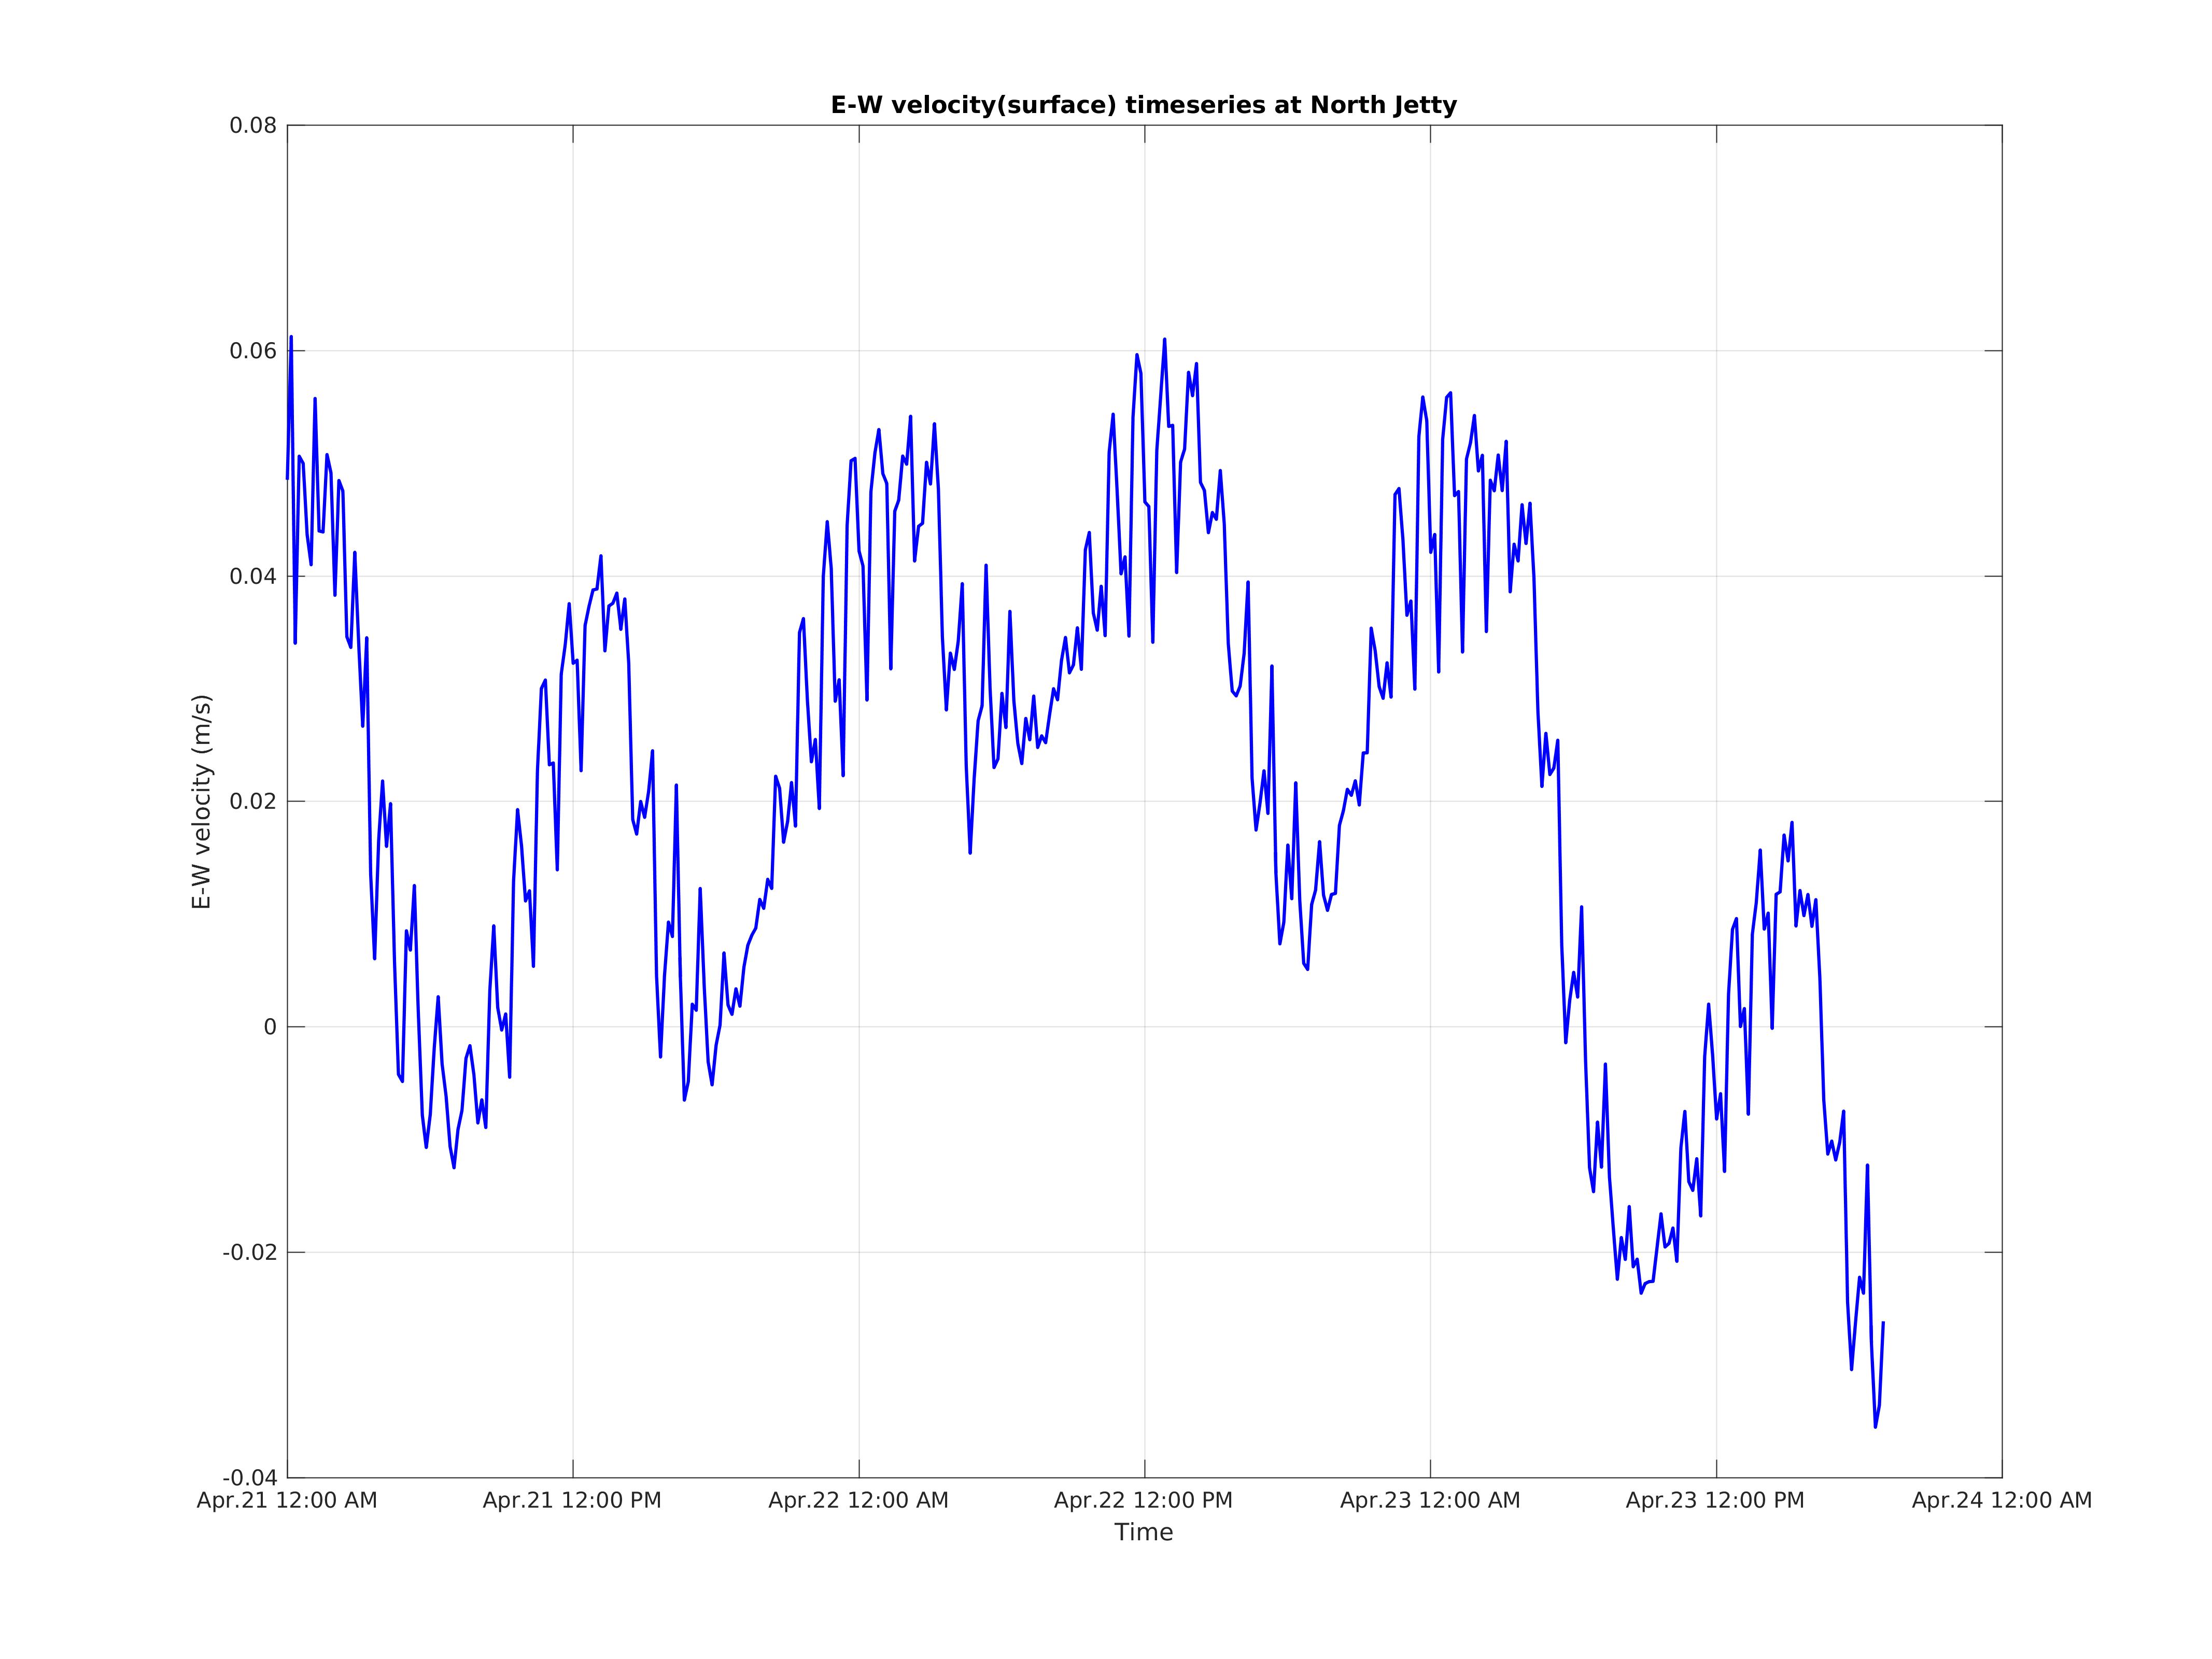 E-W velocity(surface) timeseries at North Jetty
0.08
0.06
0.04
0.02
0
-0.02
-0.04
E-W velocity (m/s)
Apr.21 12:00 AM Apr.21 12:00 PM Apr.22 12:00 AM Apr.22 12:00 PM Apr.23 12:00 AM Apr.23 12:00 PM Apr.24 12:00 AM
Time